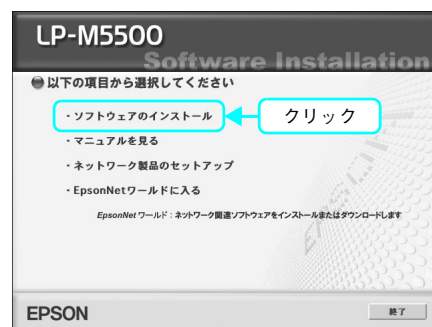 LP-M5500
Software Installation
以下の項目から選択してください
・ソフトウェアのインストール
クリック
・マニュアルを見る
・ネットワーク製品のセットアップ
・EpsonNetワールドに入る
EpsonNet ワールド：ネットワーク関連ソフトウェアをインストールまたはダウンロードします
EPSON
EPSON
終了